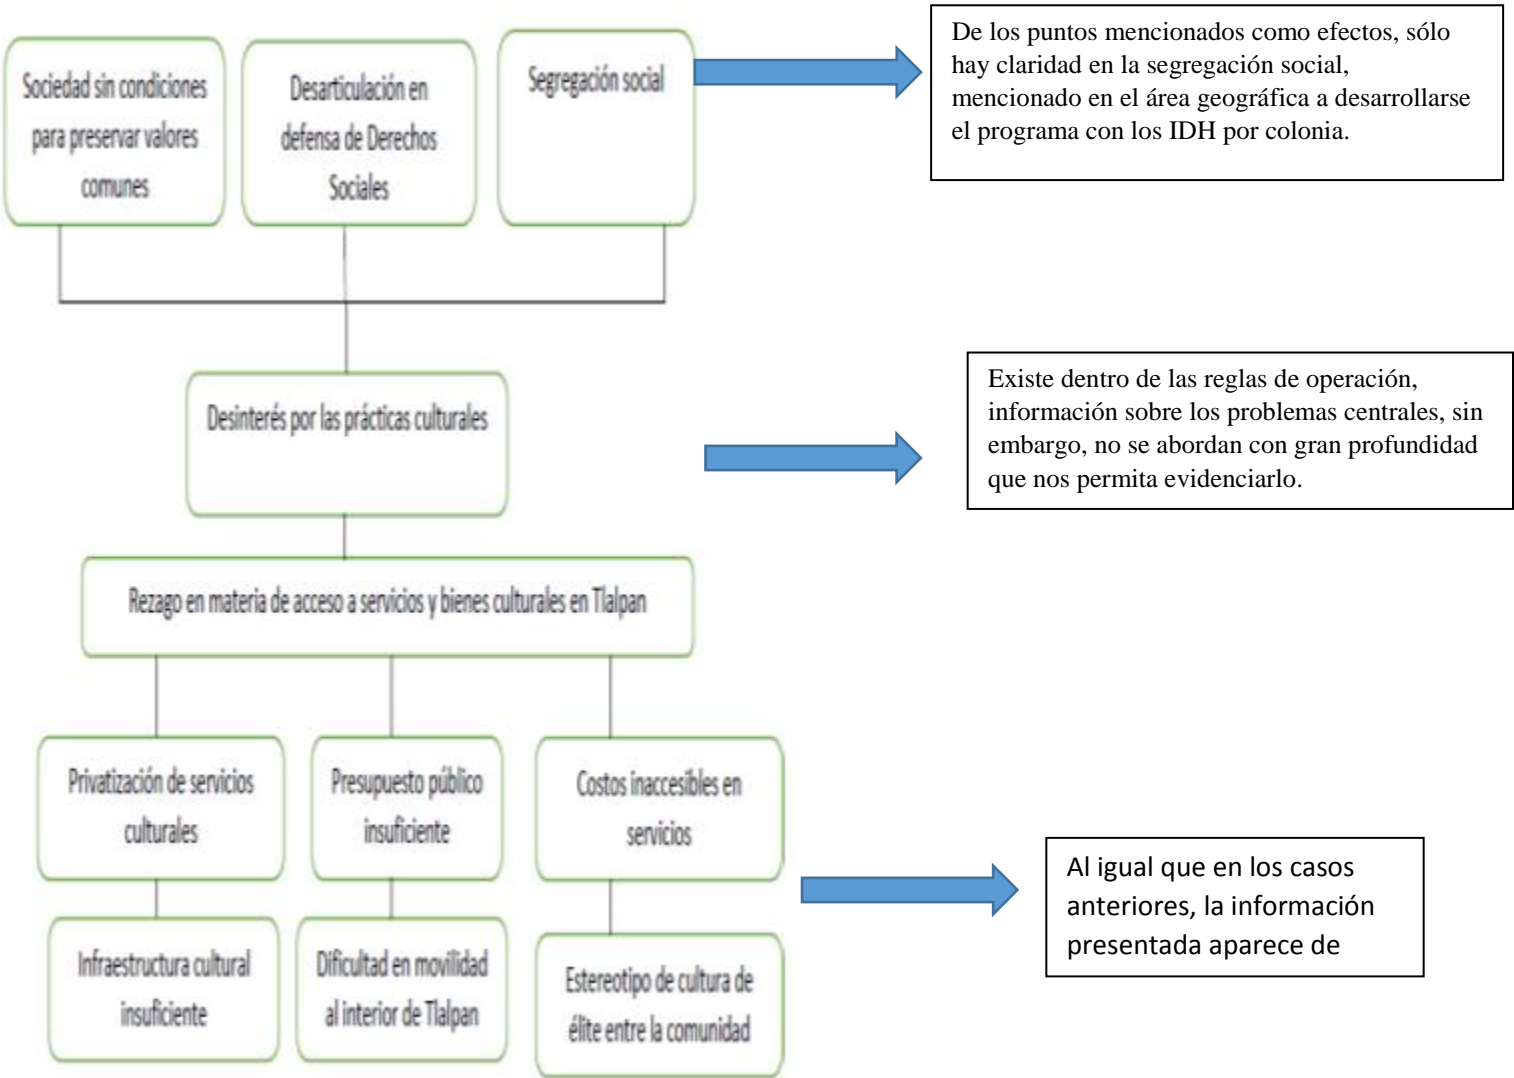 Sociedad sin condiciones
para preservar valores
comunes
Desarticulación en
defensa de Derechos
Sociales
Segregación social
De los puntos mencionados como efectos, sólo
hay claridad en la segregación social,
mencionado en el área geográfica a desarrollarse
el programa con los IDH por colonia.
Desinterés por las prácticas culturales
Existe dentro de las reglas de operación,
información sobre los problemas centrales, sin
embargo, no se abordan con gran profundidad
que nos permita evidenciarlo.
Rezago en materia de acceso a servicios y bienes culturales en Tlalpan
Privatización de servicios
culturales
Presupuesto público
insuficiente
Costos inaccesibles en
servicios
Al igual que en los casos
anteriores, la información
presentada aparece de
Infraestructura cultural
insuficiente
Dificultad en movilidad
al interior de Tlalpan
Estereotipo de cultura de
élite entre la comunidad